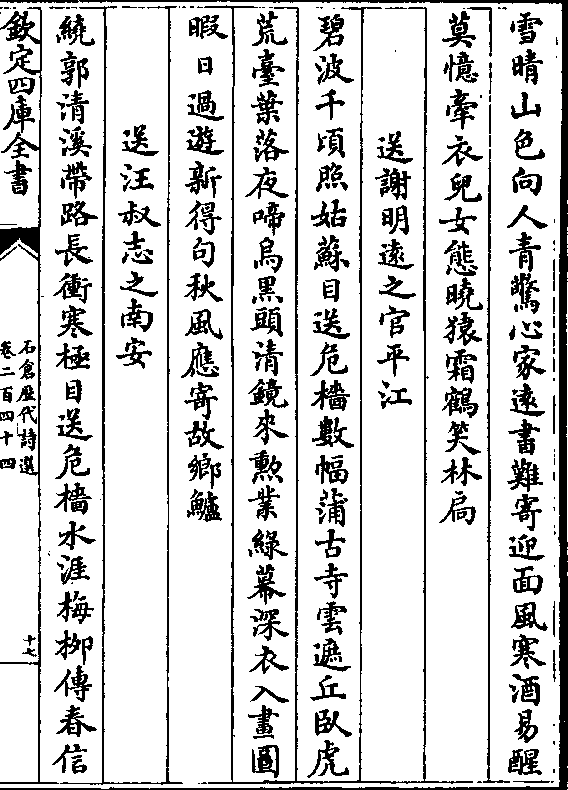 雪晴山色向人青驚心家遠書難寄迎面風寒酒易醒
莫憶牽衣兒女態曉猿霜鶴笑林扃
送謝明遠之官平江
碧波千頃照姑蘇目送危檣數幅蒲古寺雲遮丘臥虎
荒臺葉落夜啼烏黑頭清鏡來勲業緑幕深衣入畫圖
暇日過遊新得句秋風應寄故鄉鱸
送汪叔志之南安
繞郭清溪帶路長衝寒極目送危檣水涯梅柳傳春信
欽定四庫全書
石倉歷代詩選
卷二百四十四
十七